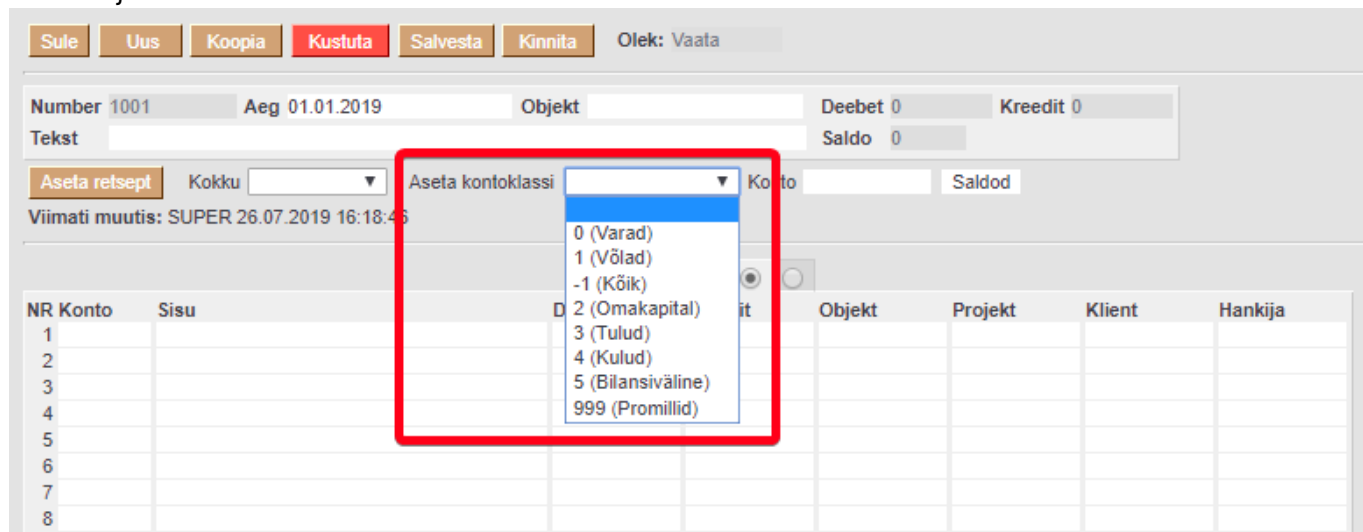 Sule Uus Koopia Kustuta Salvesta Kinnita Olek: Vaata
Number 1001 Aeg 01.01.2019 Objekt Deebet 0 Kreedit 0
Tekst Saldo 0
Aseta retsept Kokku Aseta kontoklassi Konto Saldod
Viimati muutis: SUPER 26.07.2019 16:18:46
0 (Varad)
1 (Võlad)
-1 (Kõik)
2 (Omakapital)
3 (Tulud)
4 (Kulud)
5 (Bilansiväline)
999 (Promillid)
NR Konto Sisu D it Objekt Projekt Klient Hankija
1
2
3
4
5
6
7
8